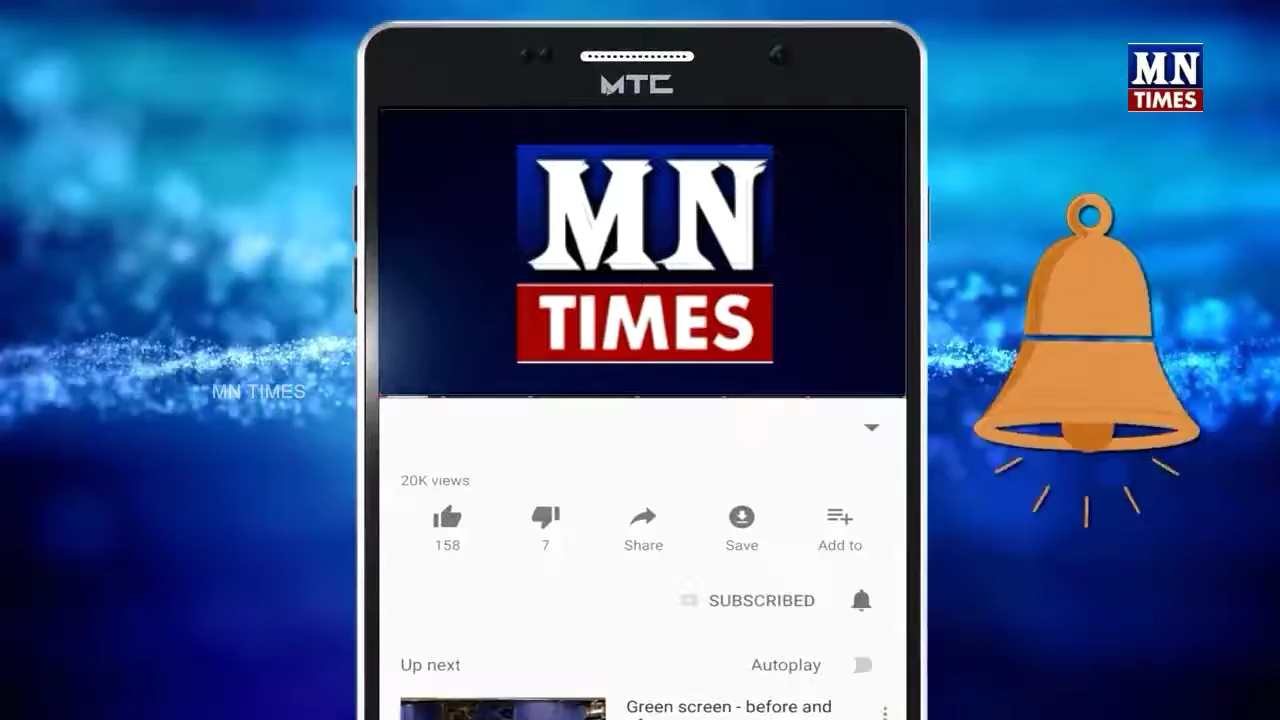 MTC
MN
TIMES
MN
TIMES
MN TIMES
20K views
158
7
Share
Save
Add to
SUBSCRIBED
Up next
Autoplay
Green screen - before and